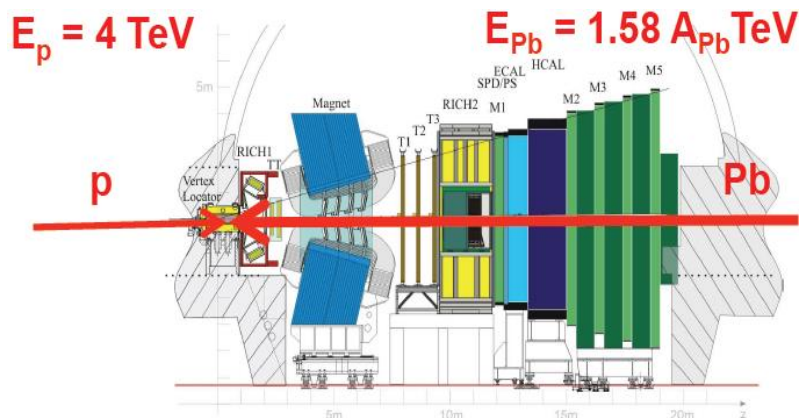 E_p = 4 TeV
E_Pb = 1.58 A_Pb TeV
HCAL
ECAL
SPD/PS
M5
M4
M3
M2
M1
RICH2
T3
T2
T1
Magnet
RICH1
TT
Vertex
Locator
p
Pb
5m
5m
10m
15m
20m
z